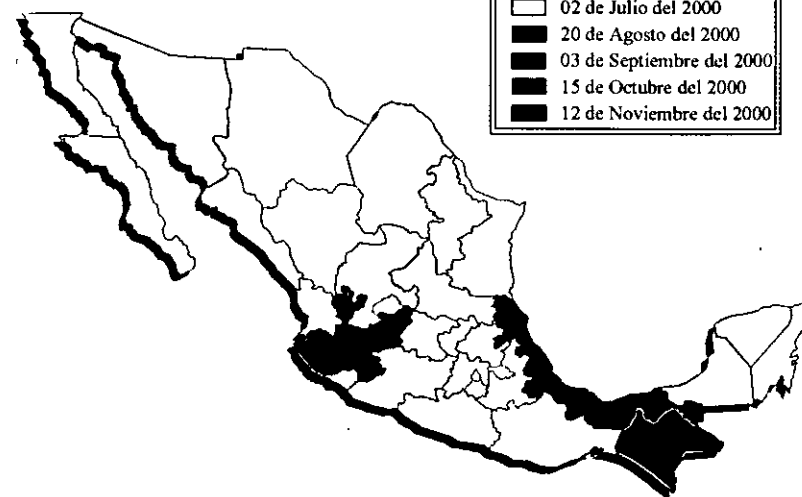 02 de Julio del 2000
20 de Agosto del 2000
03 de Septiembre del 2000
15 de Octubre del 2000
12 de Noviembre del 2000